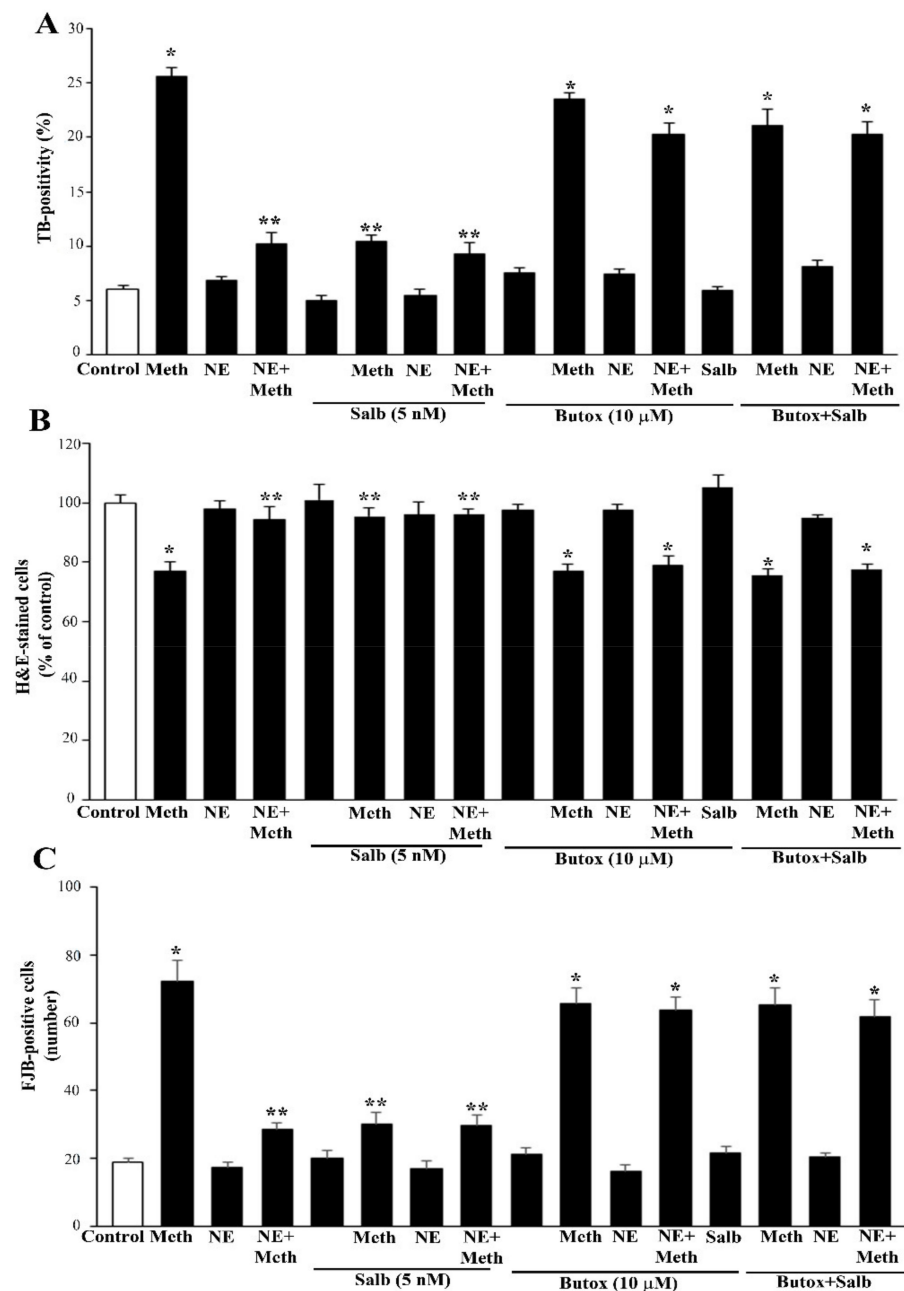 A
TB-positivity (%)
30
25
20
15
10
5
0
* ** ** ** * * * *
Control Meth NE NE+ Meth Meth NE NE+ Meth Meth NE NE+ Salb Meth NE NE+
Meth Meth Meth Meth
Salb (5 nM) Butox (10 μM) Butox+Salb
B
H&E-stained cells
(% of control)
120
100
80
60
40
20
0
* ** ** ** * * * *
Control Meth NE NE+ Meth NE NE+ Meth NE NE+ Salb Meth NE NE+
Meth Meth Meth Meth
Salb (5 nM) Butox (10 μM) Butox+Salb
C
FJB-positive cells
(number)
100
80
60
40
20
0
* ** ** ** * * * *
Control Meth NE NE+ Meth NE NE+ Meth NE NE+ Salb Meth NE NE+
Meth Meth Meth Meth
Salb (5 nM) Butox (10 μM) Butox+Salb